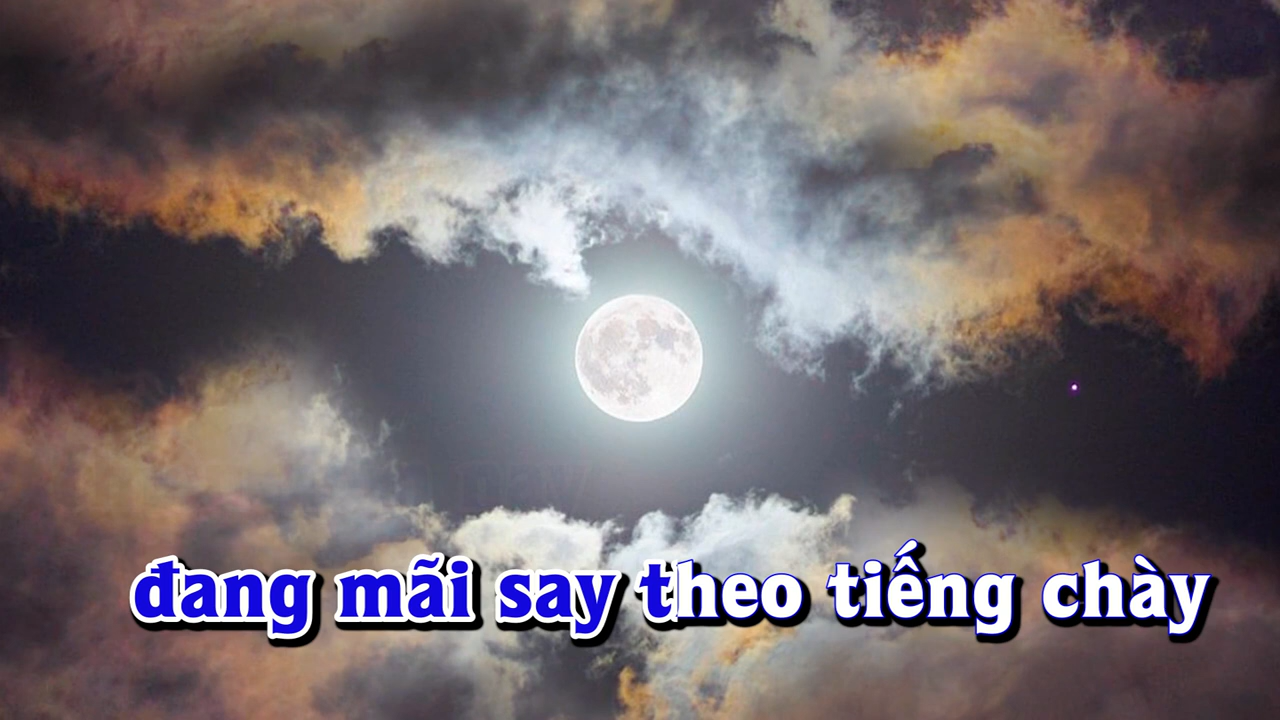 đang mãi say theo tiếng chày